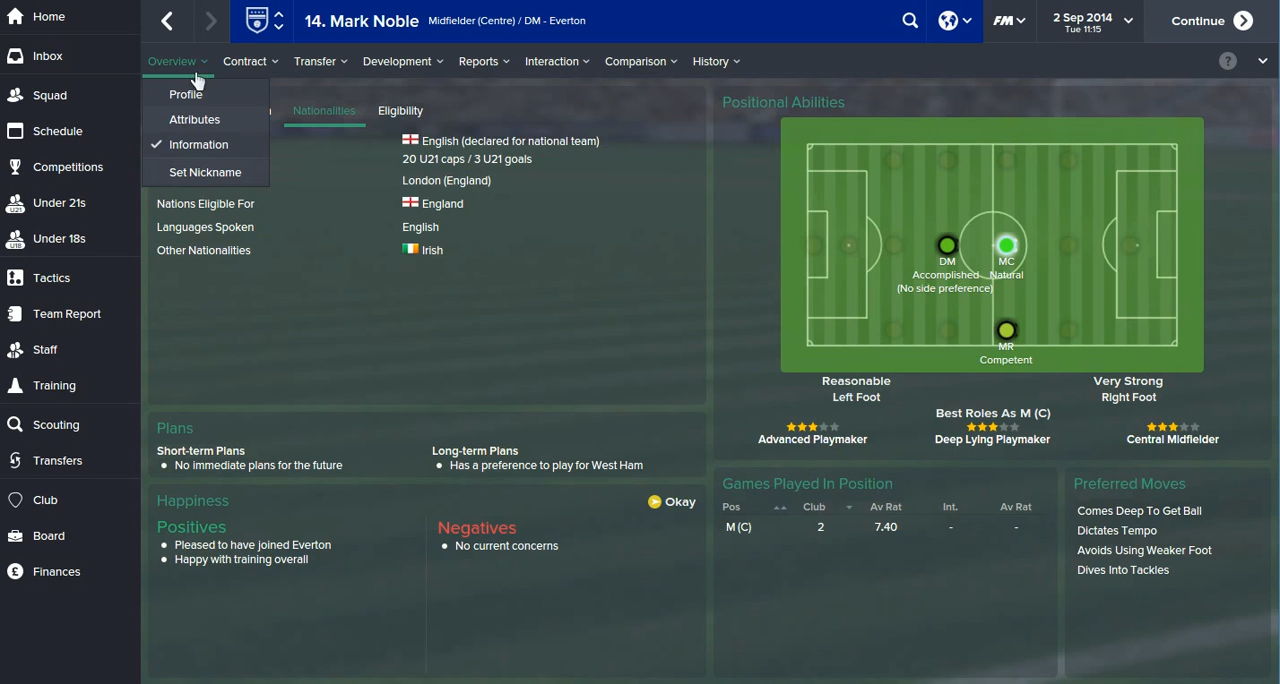 Home
14. Mark Noble
Midfielder (Centre) / DM - Everton
FM
2 Sep 2014
Tue 11:15
Continue
Inbox
Overview
Contract
Transfer
Development
Reports
Interaction
Comparison
History
?
Squad
Schedule
Competitions
U21
Under 21s
U18
Under 18s
Tactics
Team Report
Staff
Training
Scouting
Transfers
Club
Board
£ Finances
Profile
Attributes
Information
Set Nickname
Nationalities
Eligibility
English (declared for national team)
20 U21 caps / 3 U21 goals
London (England)
Nations Eligible For
England
Languages Spoken
English
Other Nationalities
Irish
Plans
Short-term Plans
No immediate plans for the future
Long-term Plans
Has a preference to play for West Ham
Happiness
Okay
Positives
Pleased to have joined Everton
Happy with training overall
Negatives
No current concerns
Positional Abilities
DM
Accomplished
(No side preference)
MC
Natural
MR
Competent
Reasonable
Left Foot
Very Strong
Right Foot
Best Roles As M (C)
Advanced Playmaker
Deep Lying Playmaker
Central Midfielder
Games Played In Position
Pos Club Av Rat Int. Av Rat
M (C) 2 7.40 - -
Preferred Moves
Comes Deep To Get Ball
Dictates Tempo
Avoids Using Weaker Foot
Dives Into Tackles